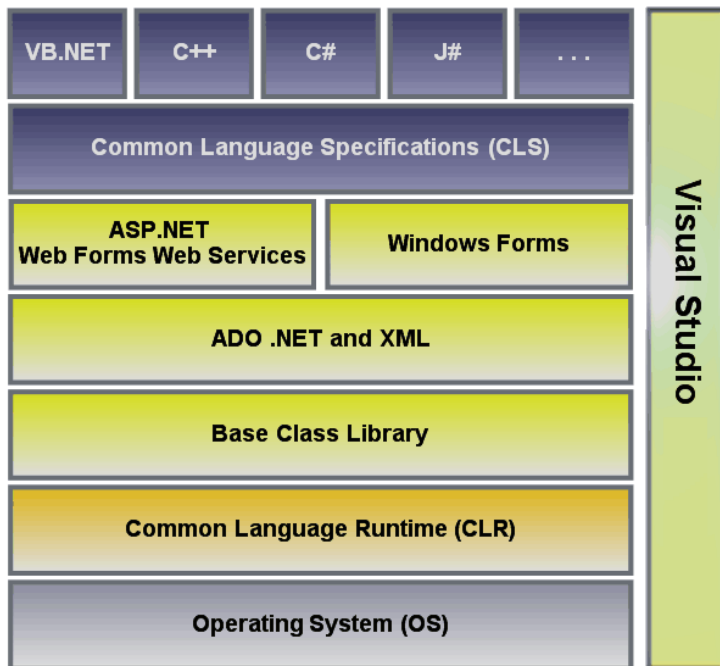 VB.NET
C++
C#
J#
. . .
Common Language Specifications (CLS)
ASP.NET
Web Forms Web Services
Windows Forms
ADO .NET and XML
Base Class Library
Common Language Runtime (CLR)
Operating System (OS)
Visual Studio